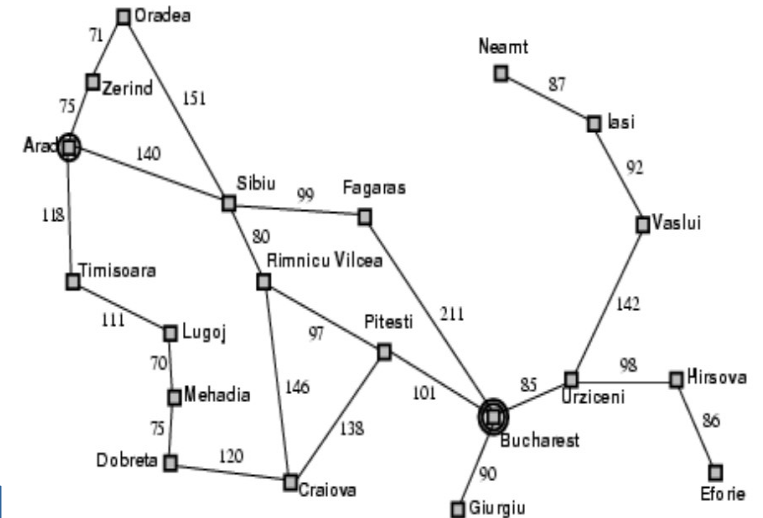 Oradea
71
Neamt
Zerind
87
151
75
Iasi
Arad
140
92
Sibiu
Fagaras
99
118
Vaslui
80
Timisoara
Rimnicu Vilcea
142
111
211
Lugoj
97
Pitesti
70
98
Hirsova
146
101
85
Mehadia
Urziceni
86
75
138
Bucharest
120
Dobreta
90
Craiova
Eforie
Giurgiu